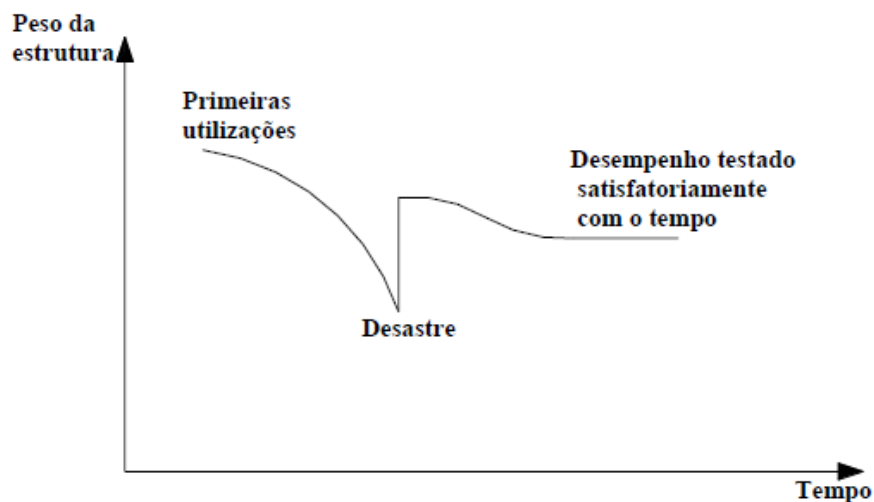 Peso da
estrutura
Primeiras
utilizações
Desempenho testado
satisfatoriamente
com o tempo
Desastre
Tempo